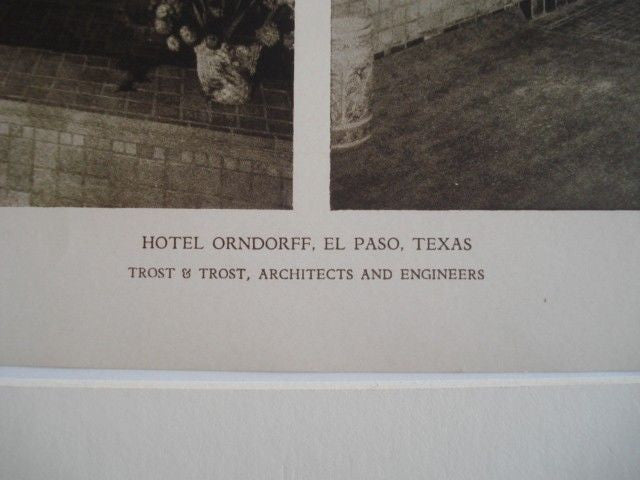 HOTEL ORNDORFF, EL PASO, TEXAS
TROST & TROST, ARCHITECTS AND ENGINEERS